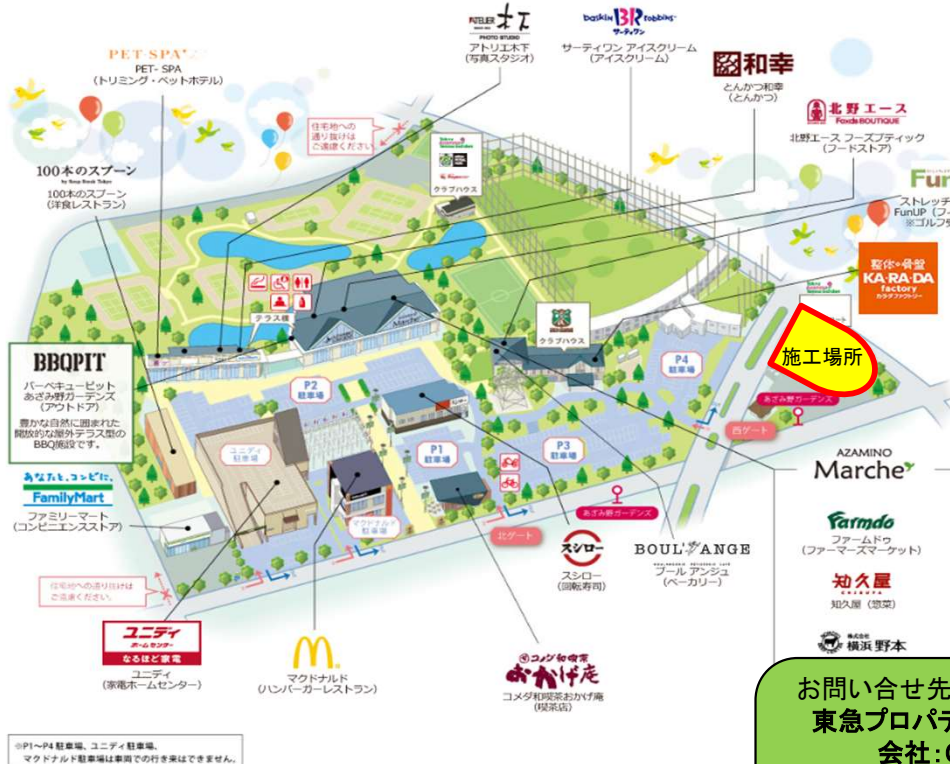 PET SPA
PET- SPA
(トリミング・ペットホテル)
ATELIER 木下
PHOTO STUDIO
アトリエ木下
(写真スタジオ)
baskin BR robbins
サーティワン
サーティワン アイスクリーム
(アイスクリーム)
和幸
とんかつ和幸
(とんかつ)
北野エース
Foods BOUTIQUE
北野エース フーズブティック
(フードストア)
住宅地への
通り抜けは
ご遠慮ください。
クラブハウス
100本のスプーン
100本のスプーン
(洋食レストラン)
Fun
ストレッチ
FunUP(フィ
※ゴルフ
整体×骨盤
KA・RA・DA
factory
カラダファクトリー
テラス棟
クラブハウス
施工場所
BBQPIT
バーベキューピット
あざみ野ガーデンズ
(アウトドア)
豊かな自然に囲まれた
開放的な屋外テラス型の
BBQ施設です。
P2
駐車場
P4
駐車場
あざみ野ガーデンズ
西ゲート
ユニディ
駐車場
P1
駐車場
P3
駐車場
AZAMINO
Marche
あなたと、コンビに、
FamilyMart
ファミリーマート
(コンビニエンスストア)
マクドナルド
駐車場
あざみ野ガーデンズ
北ゲート
Farmdo
ファームドゥ
(ファーマーズマーケット)
スシロー
スシロー
(回転寿司)
BOUL'ANGE
ブール アンジュ
(ベーカリー)
住宅地への通り抜けは
ご遠慮ください。
知久屋
CHIKUYA
知久屋(惣菜)
ユニディ
ホームセンター
なるほど家電
ユニディ
(家電ホームセンター)
マクドナルド
(ハンバーガーレストラン)
コメダ和喫茶
おかげ庵
コメダ和喫茶おかげ庵
(喫茶店)
株式会社
横浜野本
お問い合せ先
東急プロパテ
会社:
※P1~P4 駐車場、ユニディ駐車場、
マクドナルド駐車場は車両での行き来はできません。